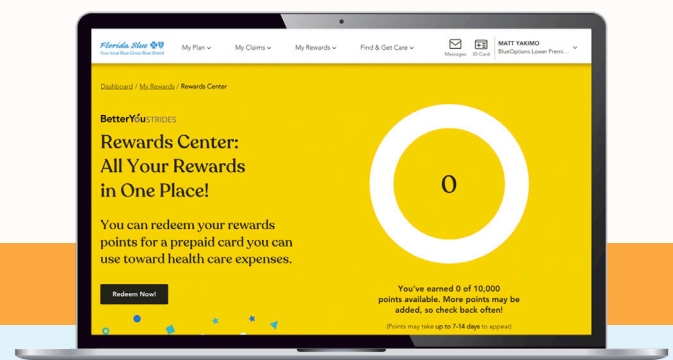 Florida Blue
Your local Blue Cross Blue Shield
My Plan
My Claims
My Rewards
Find & Get Care
Messages
ID Card
MATT YAKIMO
BlueOptions Lower Premi...
Dashboard / My Rewards / Rewards Center
BetterYouSTRIDES
Rewards Center:
All Your Rewards
in One Place!
0
You can redeem your rewards
points for a prepaid card you can
use toward health care expenses.
Redeem Now!
You've earned 0 of 10,000
points available. More points may be
added, so check back often!
(Points may take up to 7-14 days to appear)